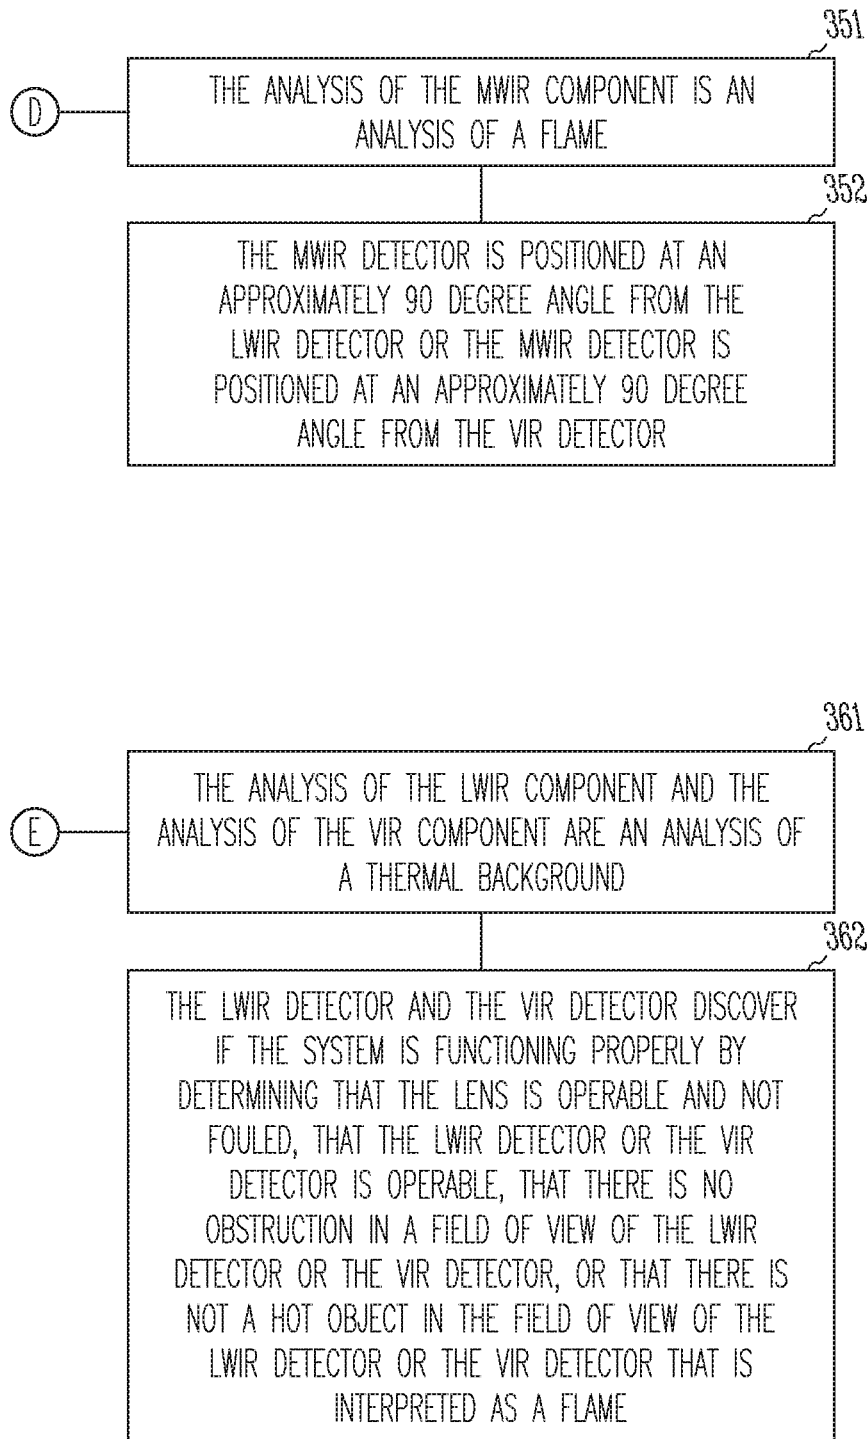 351
D
THE ANALYSIS OF THE MWIR COMPONENT IS AN
ANALYSIS OF A FLAME
352
THE MWIR DETECTOR IS POSITIONED AT AN
APPROXIMATELY 90 DEGREE ANGLE FROM THE
LWIR DETECTOR OR THE MWIR DETECTOR IS
POSITIONED AT AN APPROXIMATELY 90 DEGREE
ANGLE FROM THE VIR DETECTOR
361
E
THE ANALYSIS OF THE LWIR COMPONENT AND THE
ANALYSIS OF THE VIR COMPONENT ARE AN ANALYSIS OF
A THERMAL BACKGROUND
362
THE LWIR DETECTOR AND THE VIR DETECTOR DISCOVER
IF THE SYSTEM IS FUNCTIONING PROPERLY BY
DETERMINING THAT THE LENS IS OPERABLE AND NOT
FOULED, THAT THE LWIR DETECTOR OR THE VIR
DETECTOR IS OPERABLE, THAT THERE IS NO
OBSTRUCTION IN A FIELD OF VIEW OF THE LWIR
DETECTOR OR THE VIR DETECTOR, OR THAT THERE IS
NOT A HOT OBJECT IN THE FIELD OF VIEW OF THE
LWIR DETECTOR OR THE VIR DETECTOR THAT IS
INTERPRETED AS A FLAME